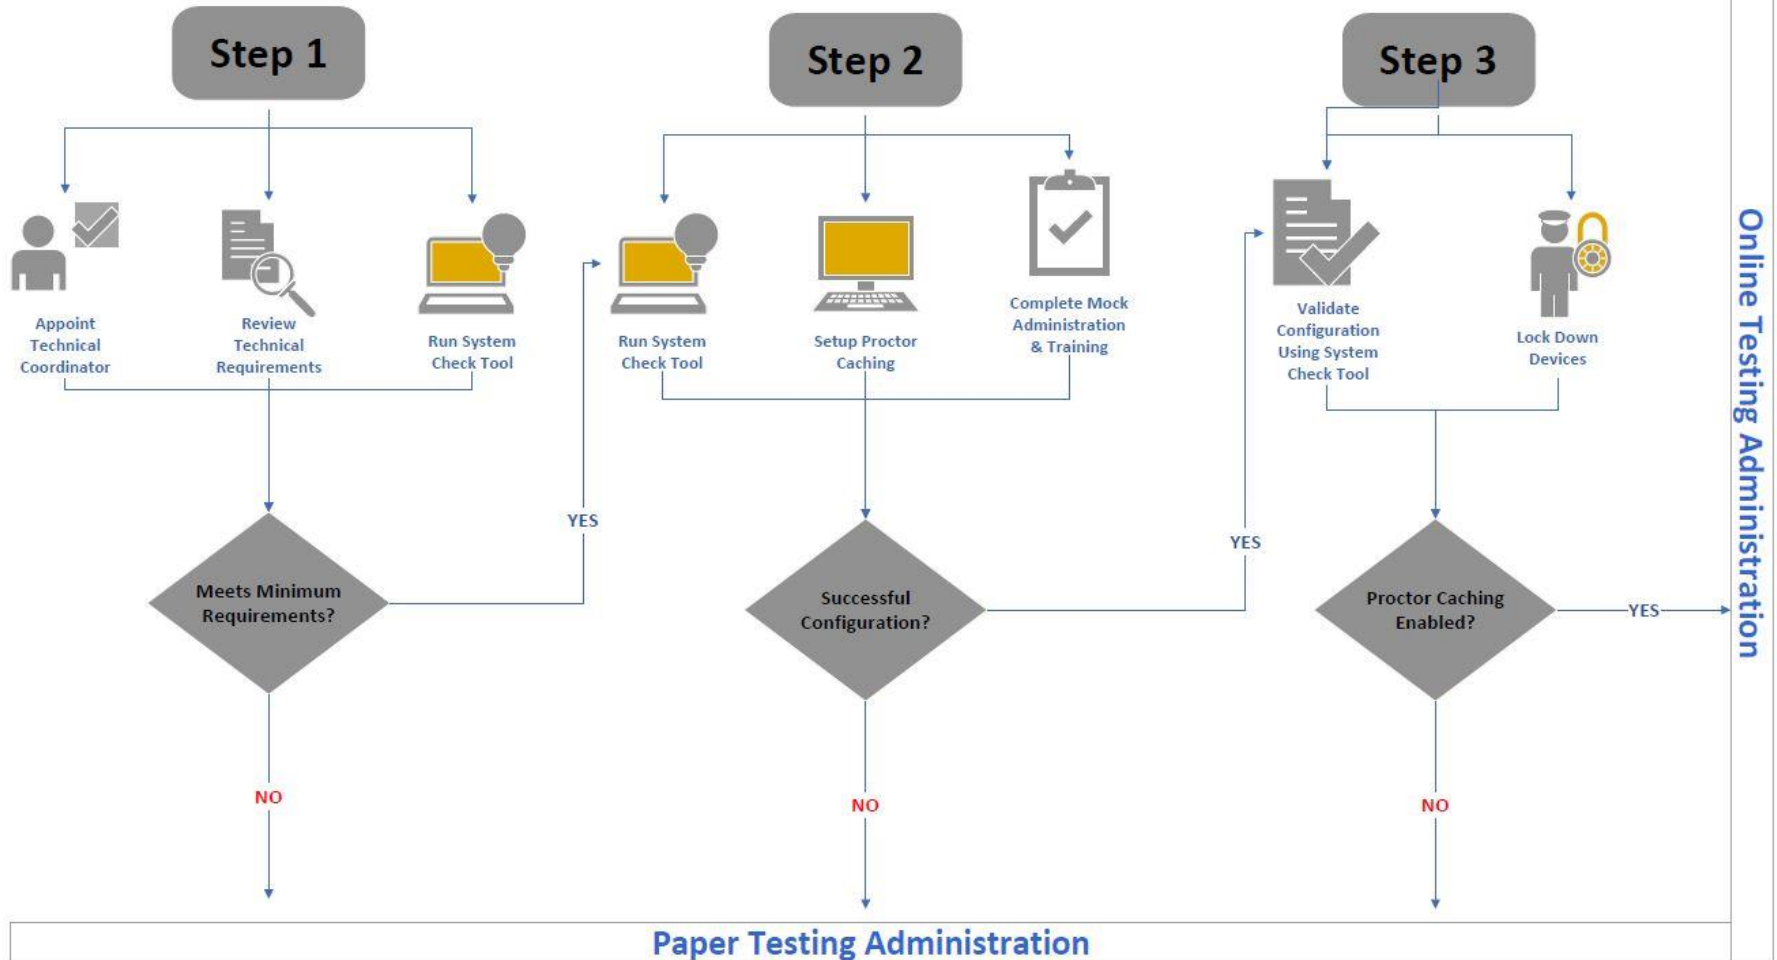 Step 1
Step 2
Step 3
Appoint
Technical
Coordinator
Review
Technical
Requirements
Run System
Check Tool
Run System
Check Tool
Setup Proctor
Caching
Complete Mock
Administration
& Training
Validate
Configuration
Using System
Check Tool
Lock Down
Devices
Meets Minimum
Requirements?
YES
Successful
Configuration?
YES
Proctor Caching
Enabled?
YES
NO
NO
NO
Online Testing Administration
Paper Testing Administration